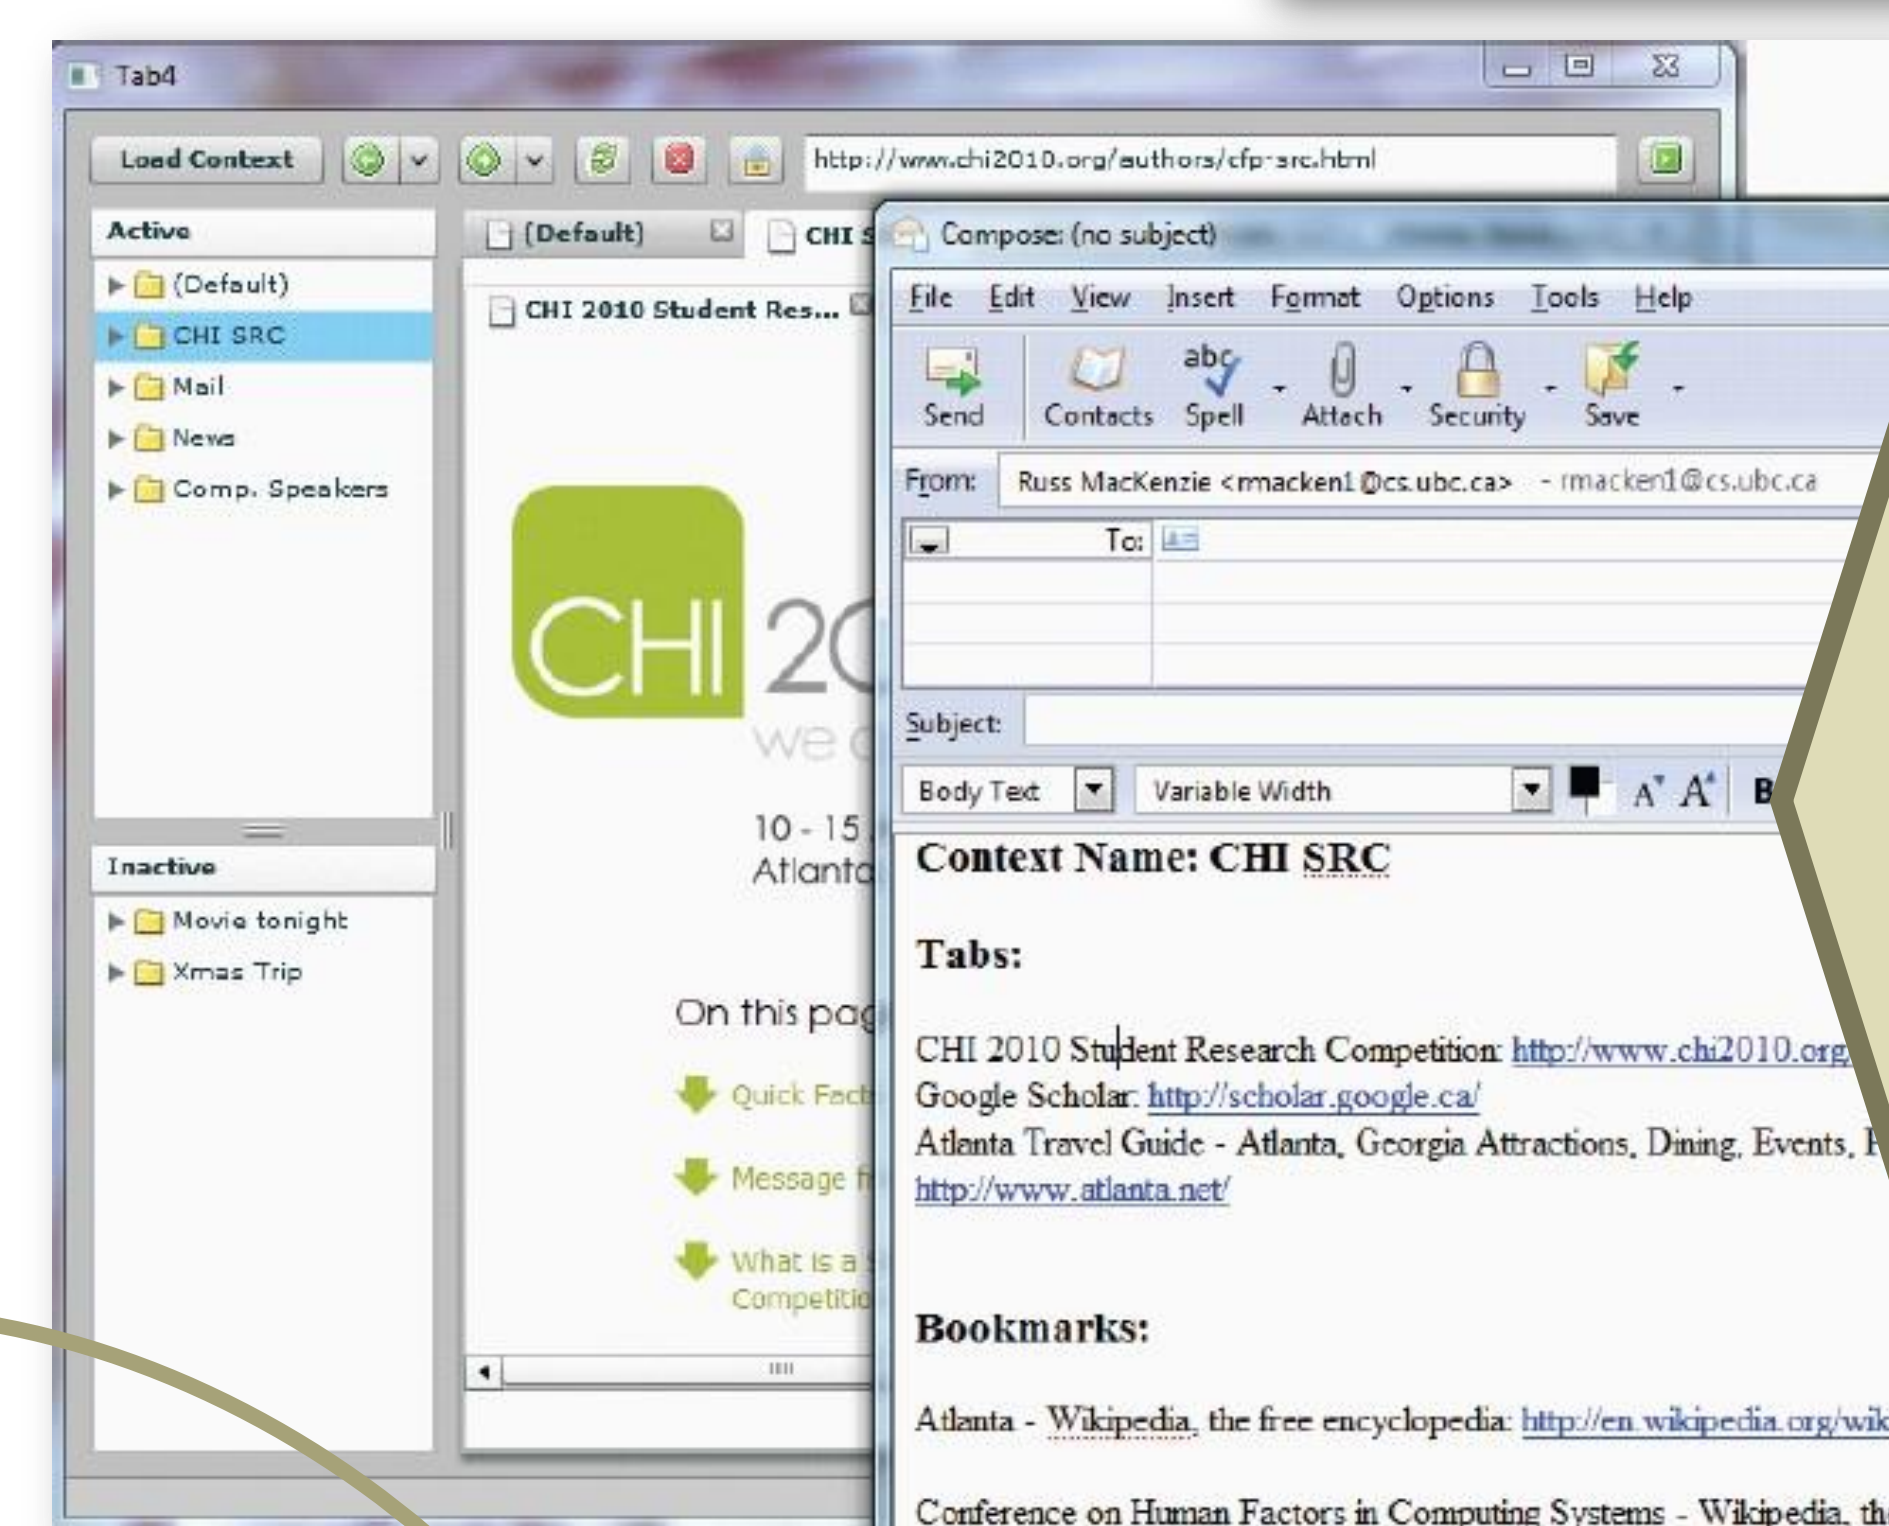 Tab4
Load Context
http://www.chi2010.org/authors/cfp-src.html
Active
(Default)
CHI SRC
Mail
News
Comp. Speakers
Inactive
Movie tonight
Xmas Trip
(Default)
CHI S
CHI 2010 Student Res...
CHI 20
we
10 - 15
Atlanta
On this pag
Quick Fact
Message f
What is a S
Competitio
Compose: (no subject)
File Edit View Insert Format Options Tools Help
Send Contacts Spell Attach Security Save
From: Russ MacKenzie <rmacken1@cs.ubc.ca> - rmacken1@cs.ubc.ca
To:
Subject:
Body Text Variable Width A A B
Context Name: CHI SRC
Tabs:
CHI 2010 Student Research Competition: http://www.chi2010.org/
Google Scholar: http://scholar.google.ca/
Atlanta Travel Guide - Atlanta, Georgia Attractions, Dining, Events,
http://www.atlanta.net/
Bookmarks:
Atlanta - Wikipedia, the free encyclopedia: http://en.wikipedia.org/wik
Conference on Human Factors in Computing Systems - Wikipedia, the